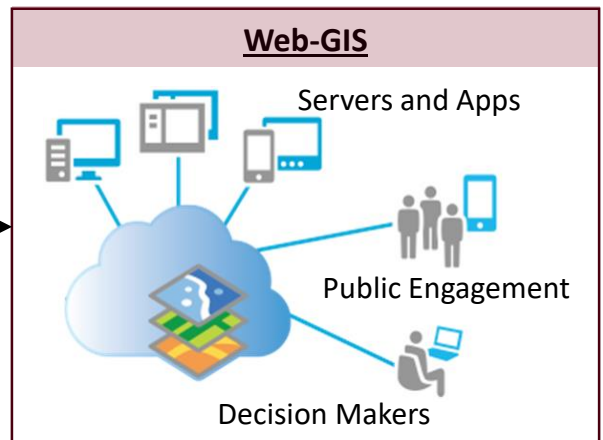 Web-GIS
Servers and Apps
Public Engagement
Decision Makers